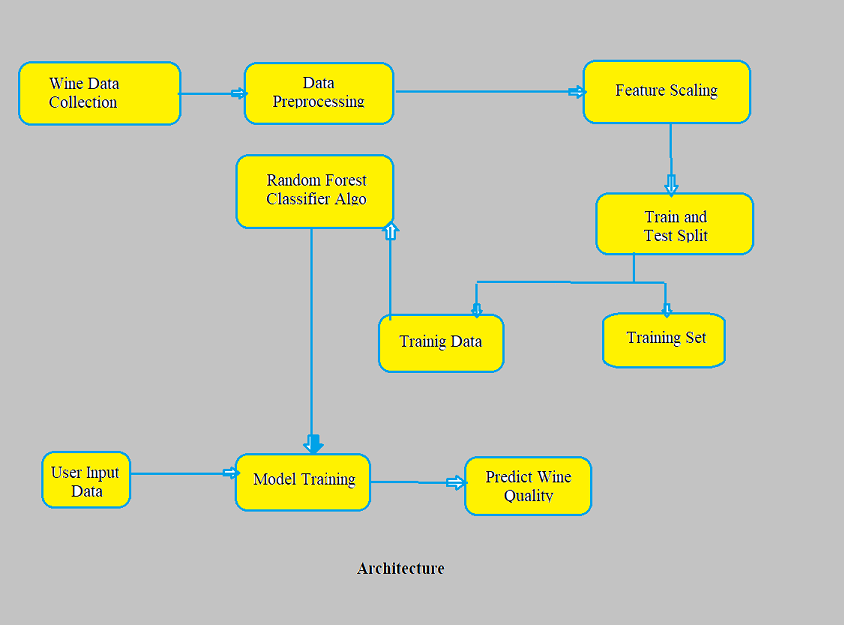 Wine Data
Collection
Data
Preprocessing
Feature Scaling
Random Forest
Classifier Algo
Train and
Test Split
Trainig Data
Training Set
User Input
Data
Model Training
Predict Wine
Quality
Architecture